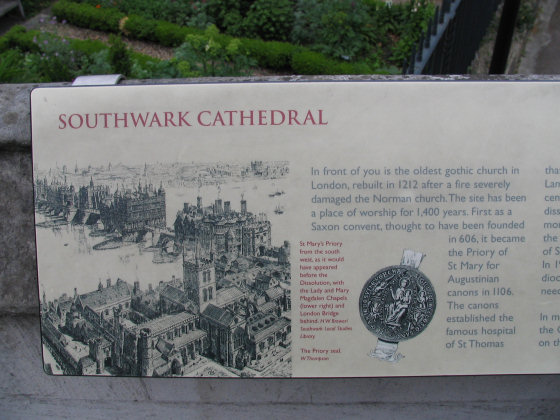 SOUTHWARK CATHEDRAL
In front of you is the oldest gothic church in
London, rebuilt in 1212 after a fire severely
damaged the Norman church. The site has been
a place of worship for 1,400 years. First as a
Saxon convent, thought to have been founded
in 606, it became
the Priory of
St Mary for
Augustinian
canons in 1106.
The canons
established the
famous hospital
of St Thomas
St Mary's Priory
from the south
west, as it would
have appeared
before the
Dissolution, with
the Lady and Mary
Magdalen Chapels
(lower right) and
London Bridge
behind. H W Brewer/
Southwark Local Studies
Library.
The Priory seal.
W Thompson
tha
Lan
cen
the
of S
In 1
dio
nee
In m
the C
on th